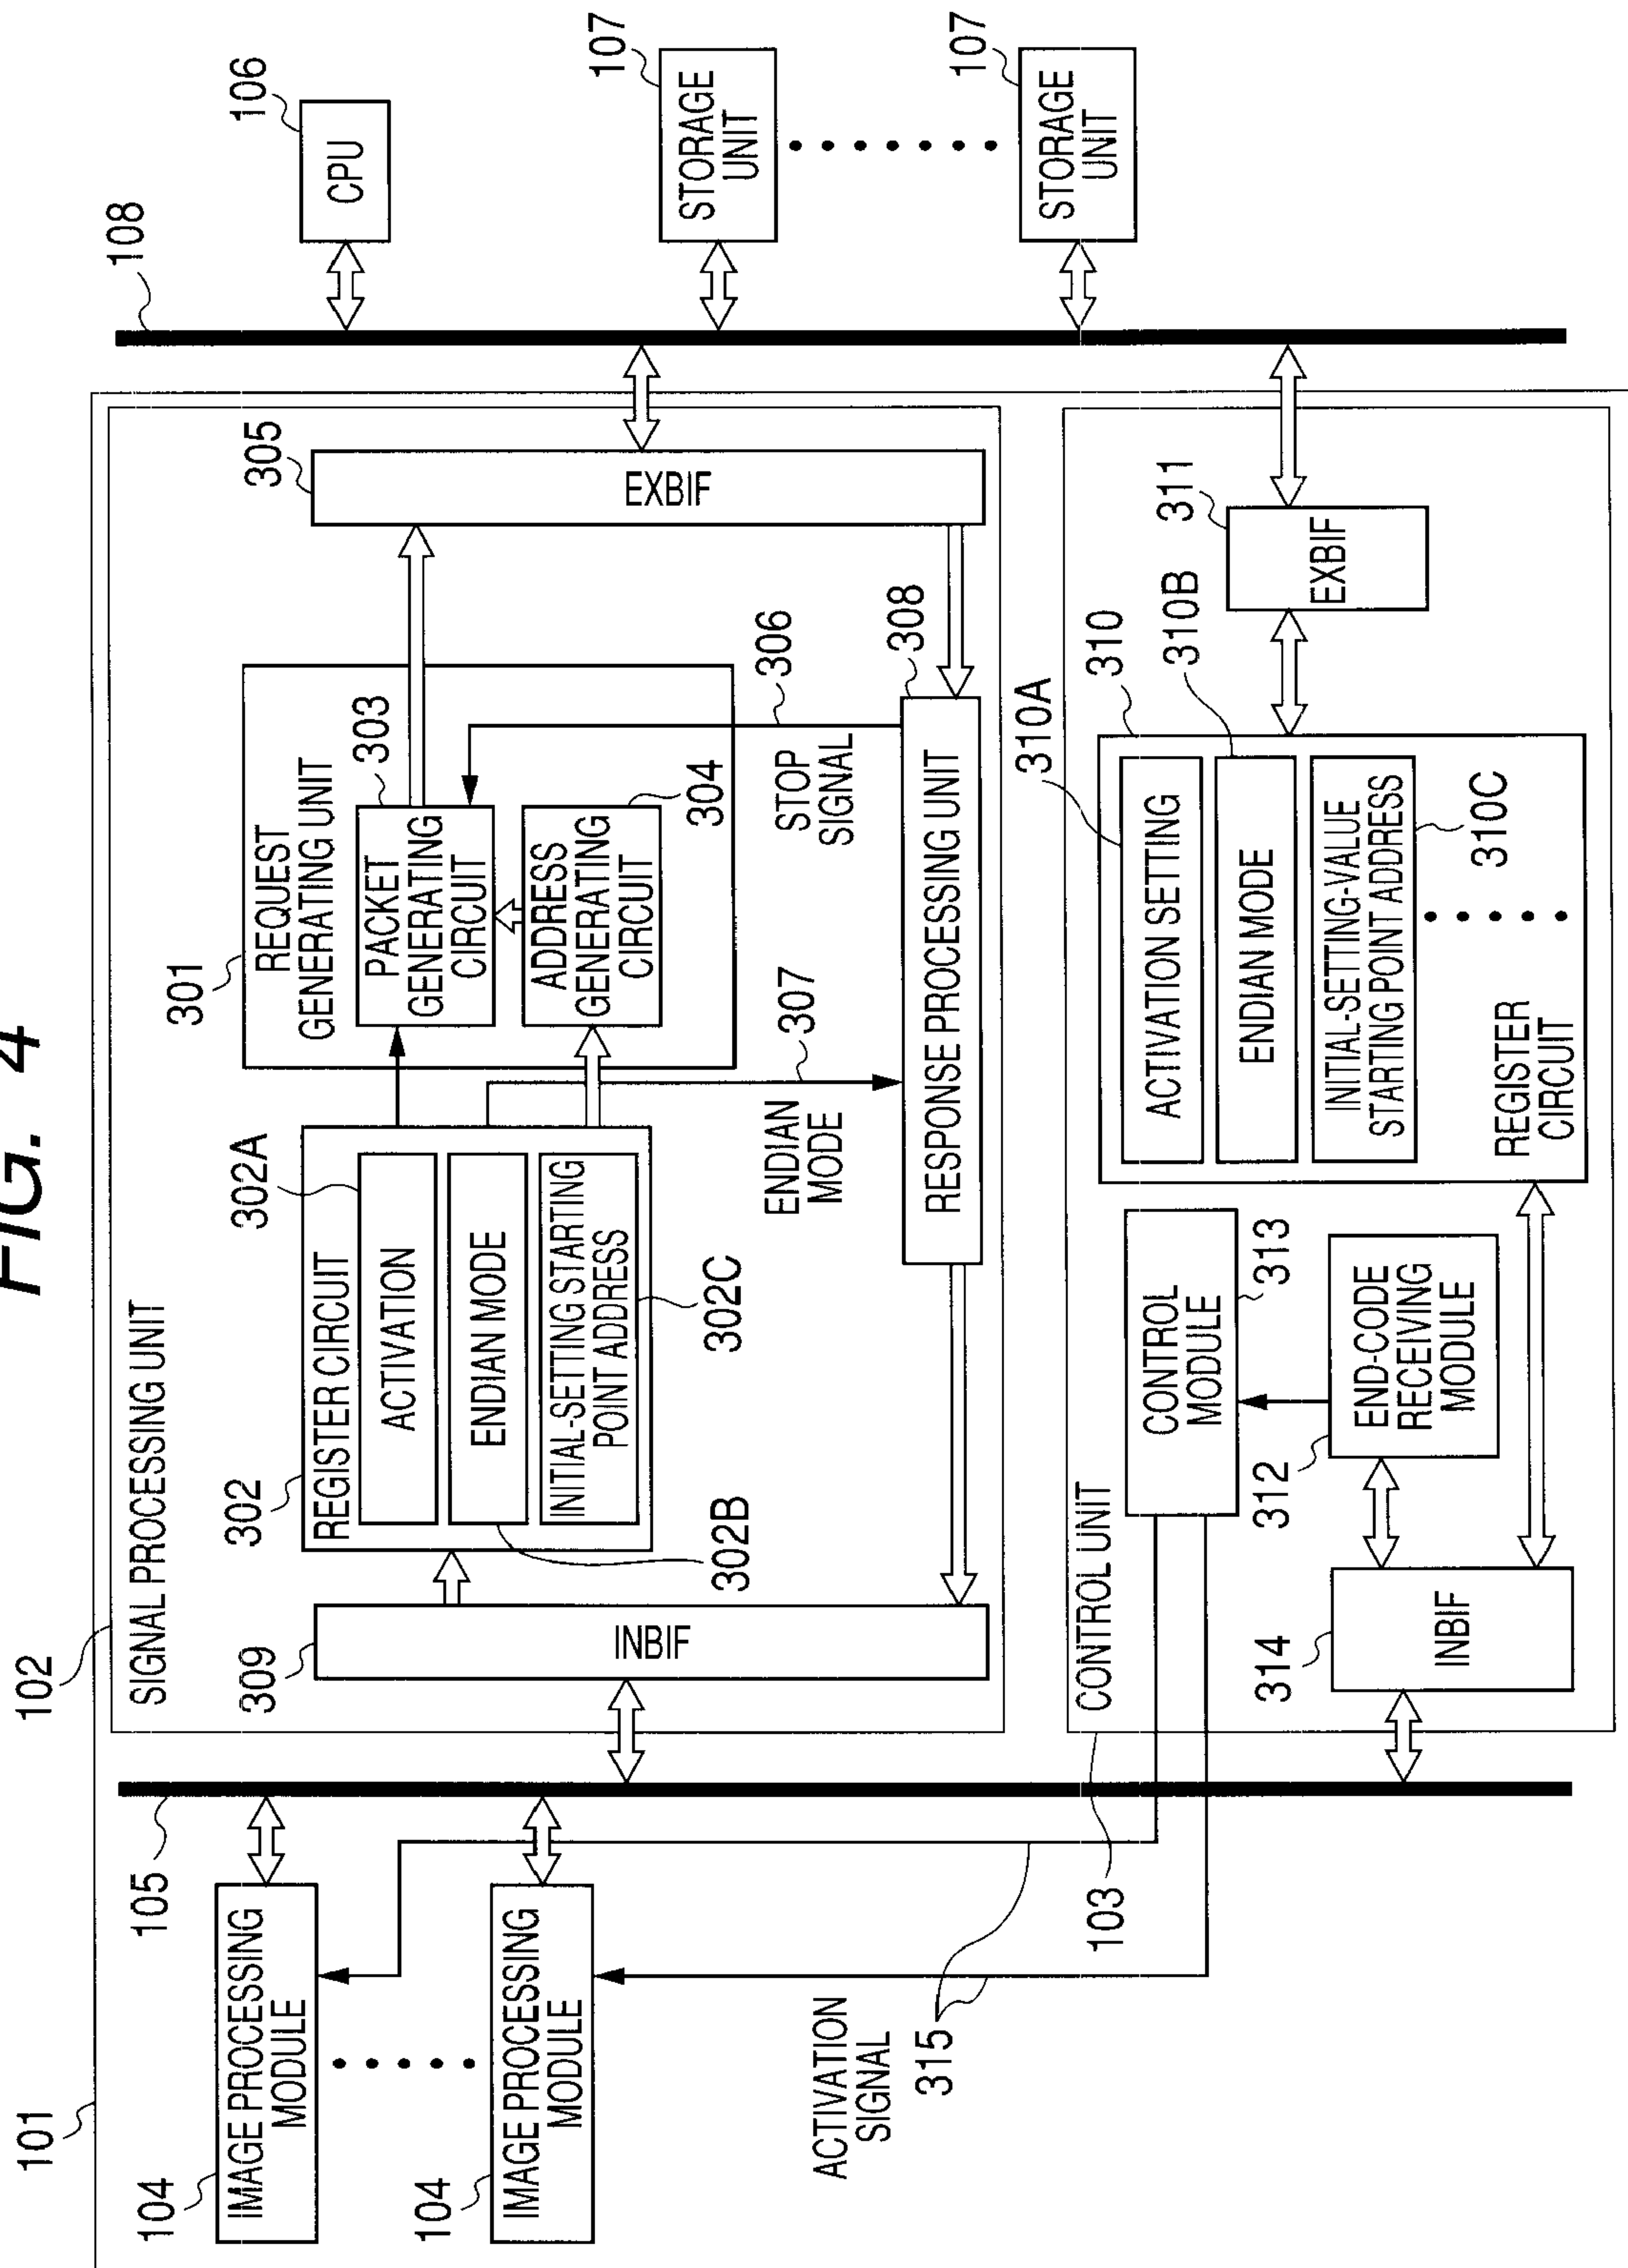 FIG. 4
101
102
SIGNAL PROCESSING UNIT
108
106
CPU
107
STORAGE
UNIT
107
STORAGE
UNIT
104
IMAGE PROCESSING
MODULE
104
IMAGE PROCESSING
MODULE
105
309
INBIF
302
REGISTER CIRCUIT
302A
ACTIVATION
ENDIAN MODE
INITIAL-SETTING STARTING
POINT ADDRESS
302B
302C
301
REQUEST
GENERATING UNIT
303
PACKET
GENERATING
CIRCUIT
ADDRESS
GENERATING
CIRCUIT
304
305
EXBIF
ENDIAN
MODE
307
STOP
SIGNAL
306
308
RESPONSE PROCESSING UNIT
ACTIVATION
SIGNAL
315
103
CONTROL UNIT
314
INBIF
CONTROL
MODULE
313
312
END-CODE
RECEIVING
MODULE
310A
310
310B
ACTIVATION SETTING
ENDIAN MODE
INITIAL-SETTING-VALUE
STARTING POINT ADDRESS
310C
REGISTER
CIRCUIT
311
EXBIF